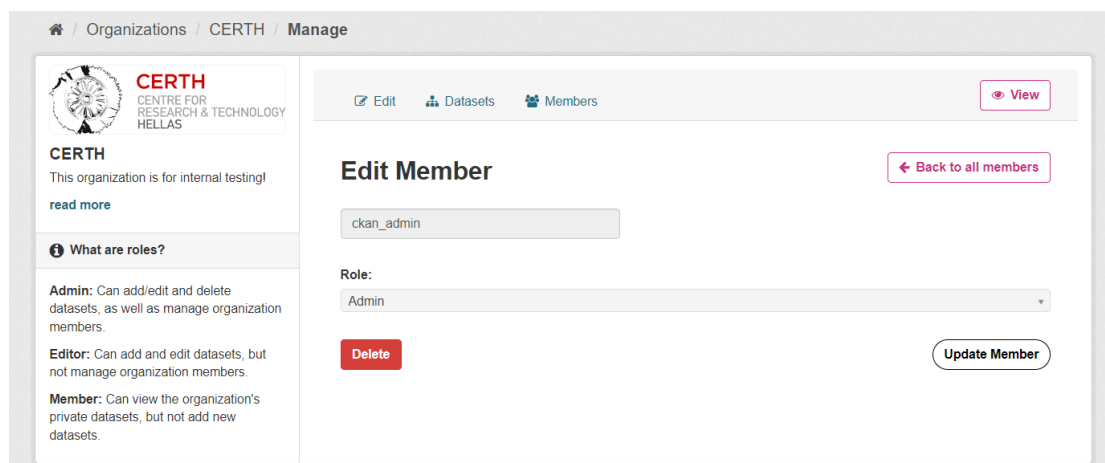 / Organizations / CERTH / Manage
CERTH
CENTRE FOR
RESEARCH & TECHNOLOGY
HELLAS
CERTH
This organization is for internal testing!
read more
What are roles?
Admin: Can add/edit and delete
datasets, as well as manage organization
members.
Editor: Can add and edit datasets, but
not manage organization members.
Member: Can view the organization's
private datasets, but not add new
datasets.
Edit Datasets Members View
Edit Member Back to all members
ckan_admin
Role:
Admin
Delete Update Member